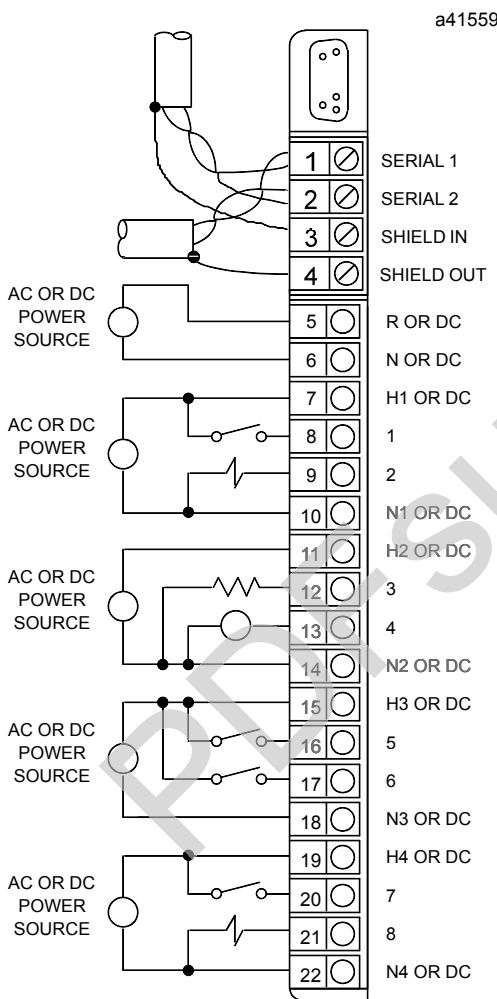 a41559
1 SERIAL 1
2 SERIAL 2
3 SHIELD IN
4 SHIELD OUT
AC OR DC
POWER
SOURCE
5 R OR DC
6 N OR DC
7 H1 OR DC
AC OR DC
POWER
SOURCE
8 1
9 2
10 N1 OR DC
11 H2 OR DC
AC OR DC
POWER
SOURCE
12 3
13 4
14 N2 OR DC
15 H3 OR DC
AC OR DC
POWER
SOURCE
16 5
17 6
18 N3 OR DC
19 H4 OR DC
AC OR DC
POWER
SOURCE
20 7
21 8
22 N4 OR DC